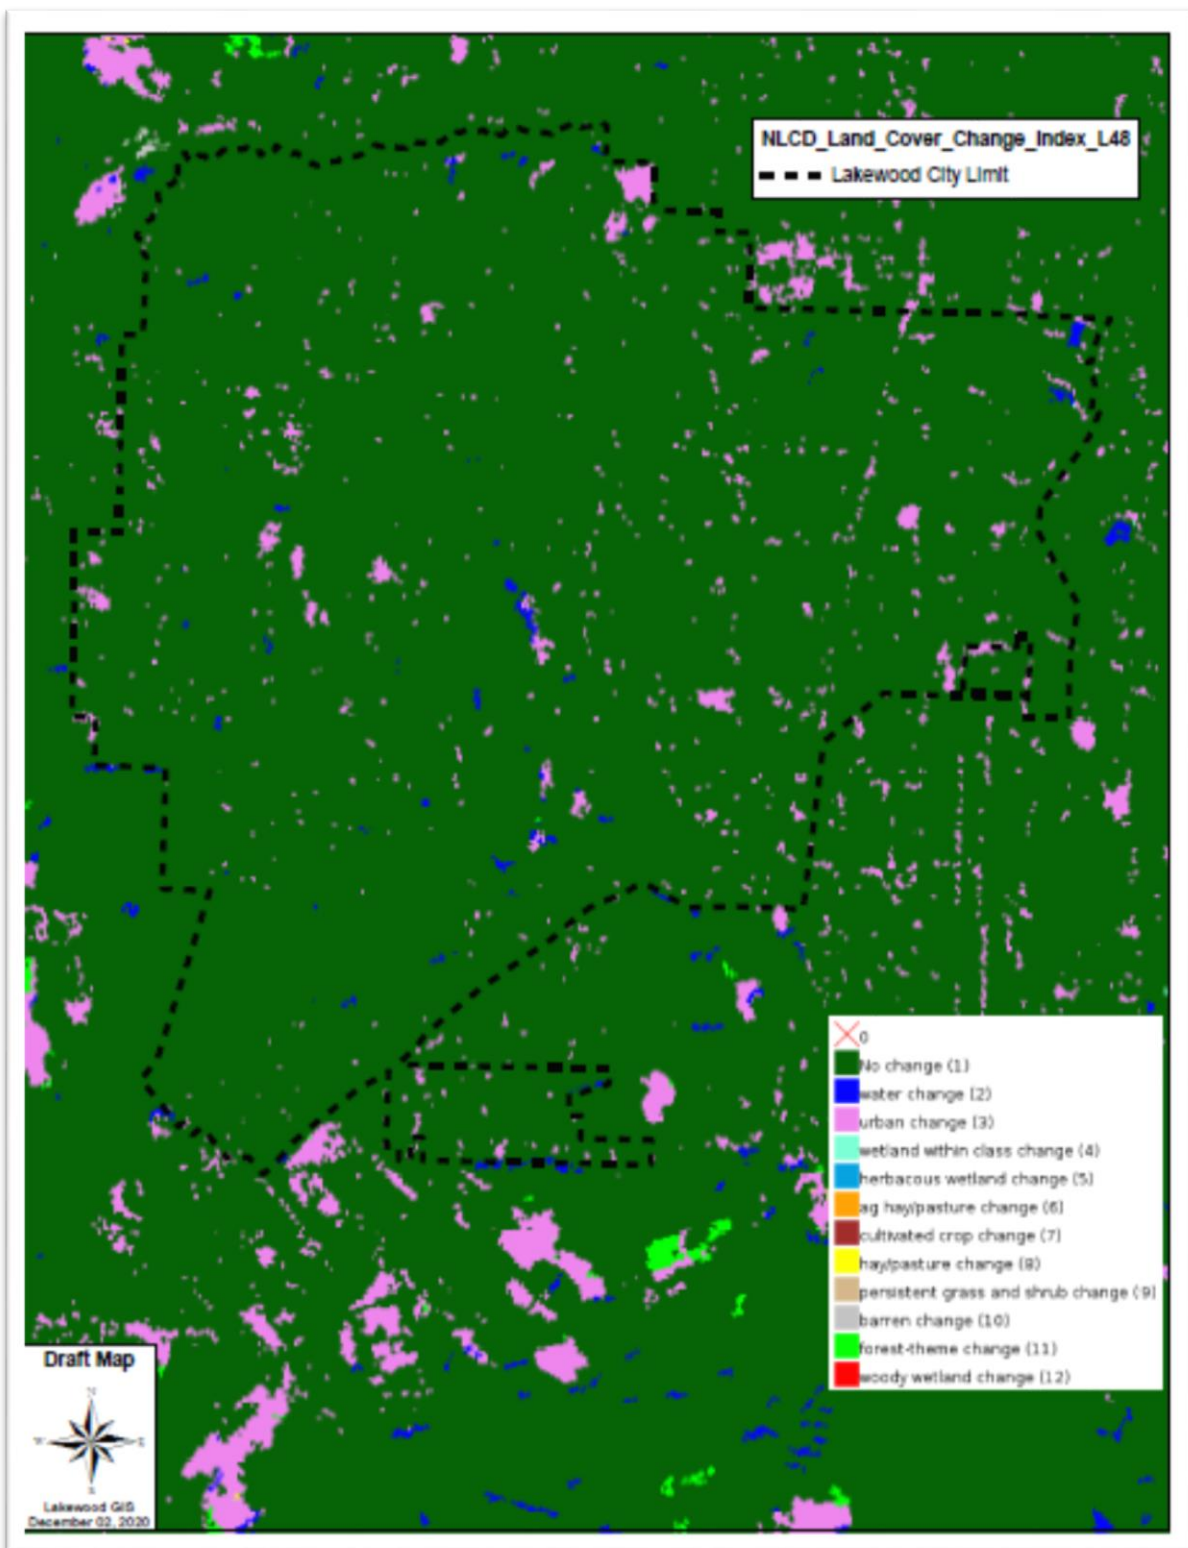 NLCD_Land_Cover_Change_Index_L48
Lakewood City Limit
0
No change (1)
water change (2)
urban change (3)
wetland within class change (4)
herbacous wetland change (5)
ag hay/pasture change (6)
cultivated crop change (7)
hay/pasture change (8)
persistent grass and shrub change (9)
barren change (10)
forest-theme change (11)
woody wetland change (12)
Draft Map
N
W
E
S
Lakewood GIS
December 02, 2020